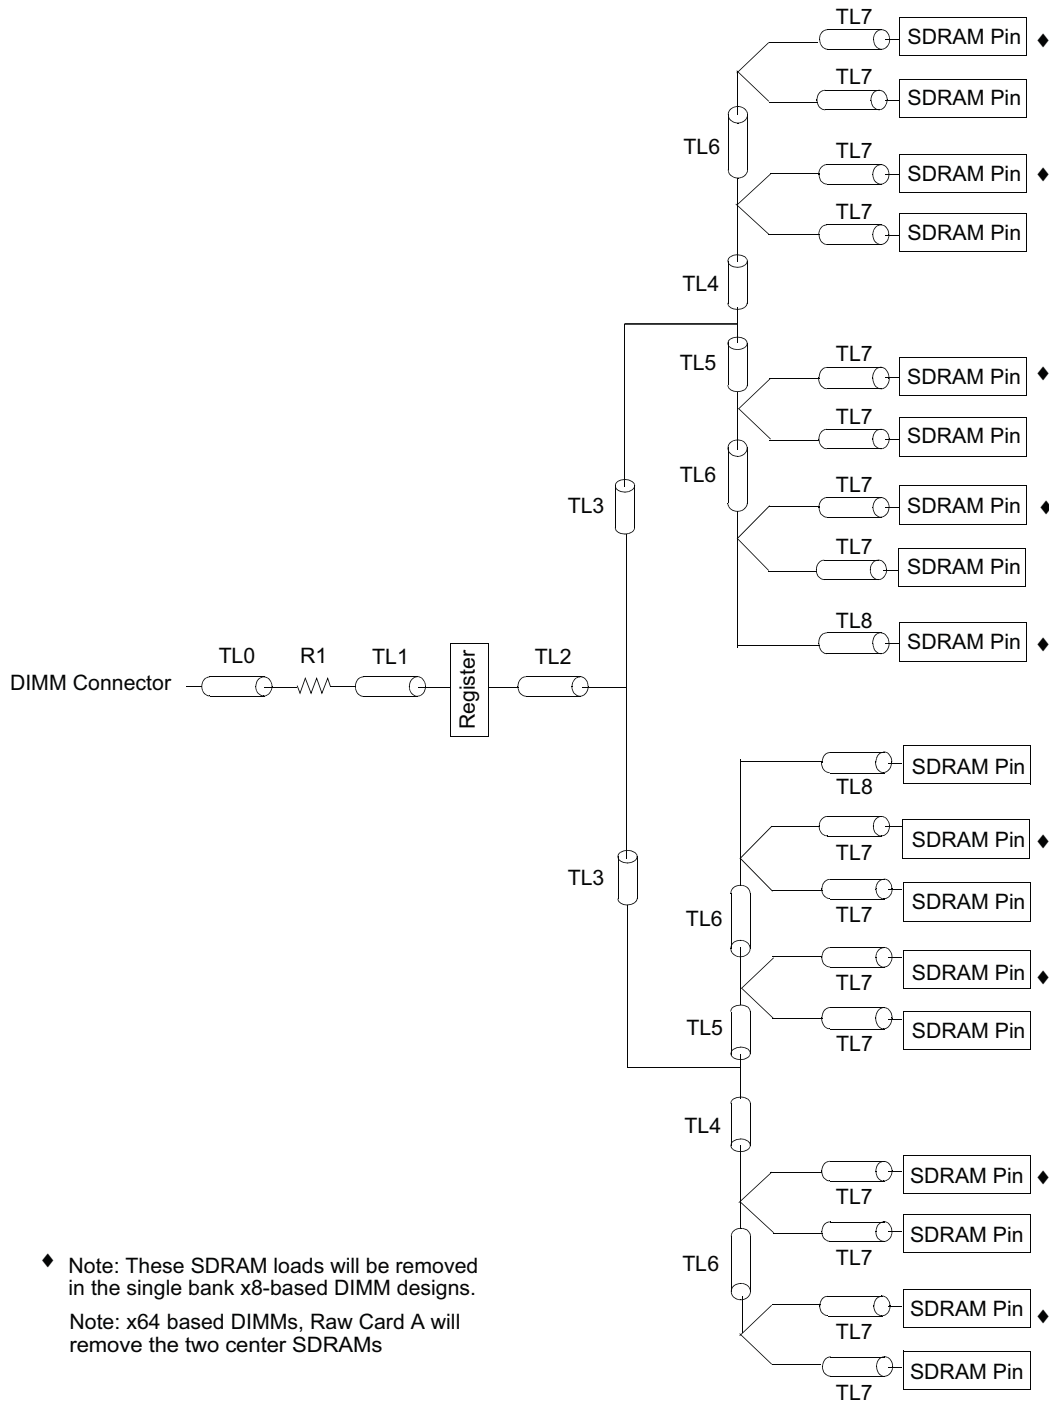 TL7
SDRAM Pin ♦
TL7
SDRAM Pin
TL6
TL7
SDRAM Pin ♦
TL7
SDRAM Pin
TL4
TL5
TL7
SDRAM Pin ♦
TL7
SDRAM Pin
TL6
TL7
SDRAM Pin ♦
TL3
TL7
SDRAM Pin
TL8
SDRAM Pin ♦
DIMM Connector
TL0
R1
TL1
Register
TL2
SDRAM Pin
TL8
SDRAM Pin ♦
TL7
TL3
SDRAM Pin
TL7
TL6
SDRAM Pin ♦
TL7
TL5
SDRAM Pin
TL7
TL4
SDRAM Pin ♦
TL7
SDRAM Pin
TL7
TL6
SDRAM Pin ♦
TL7
SDRAM Pin
TL7
♦ Note: These SDRAM loads will be removed
in the single bank x8-based DIMM designs.
Note: x64 based DIMMs, Raw Card A will
remove the two center SDRAMs